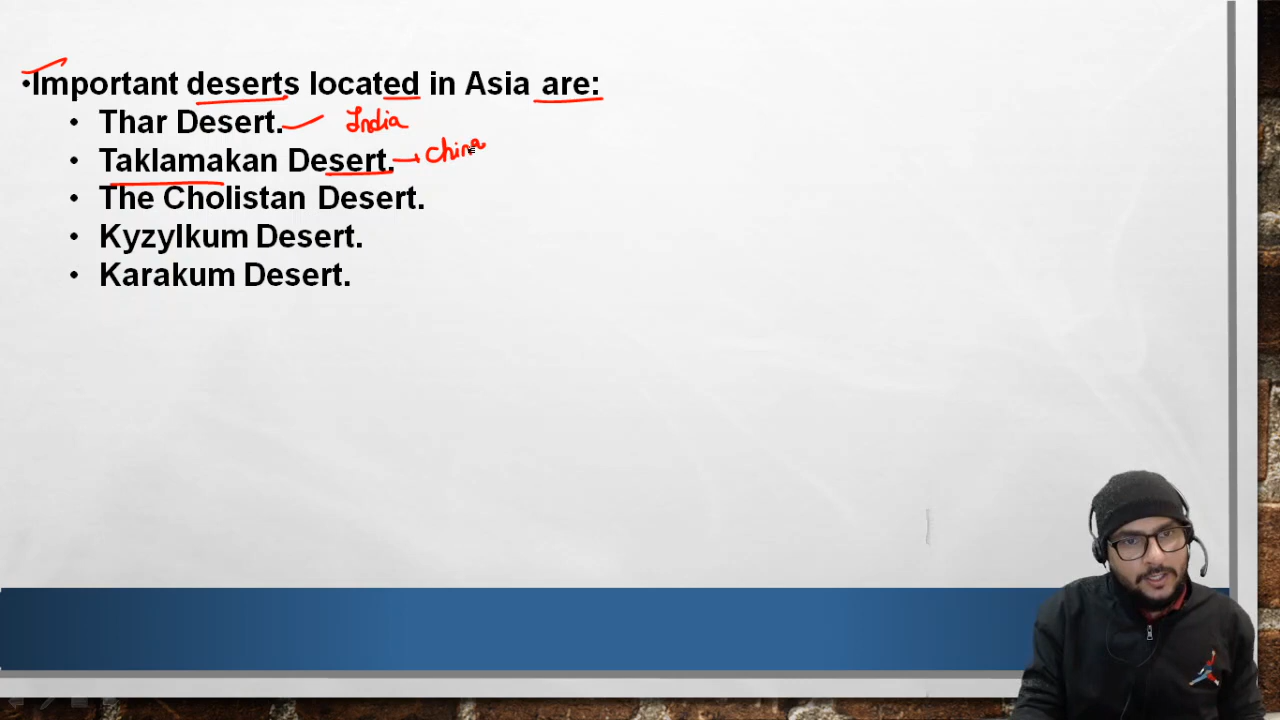 •Important deserts located in Asia are:
• Thar Desert. India
• Taklamakan Desert. → China
• The Cholistan Desert.
• Kyzylkum Desert.
• Karakum Desert.